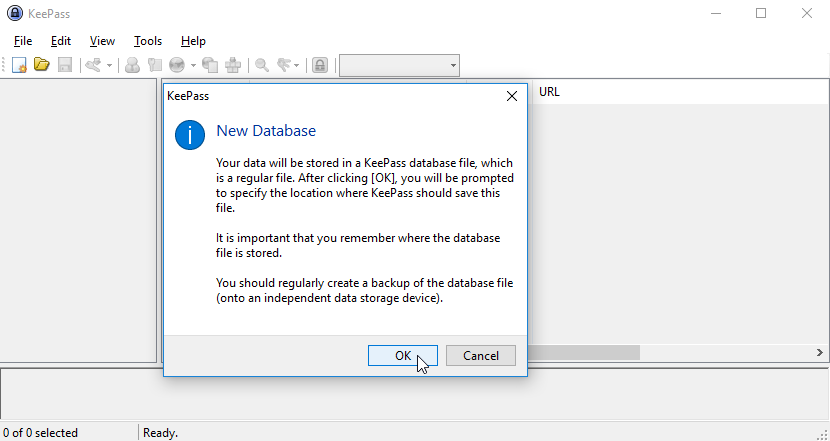 KeePass
File Edit View Tools Help
URL
KeePass
New Database
Your data will be stored in a KeePass database file, which
is a regular file. After clicking [OK], you will be prompted
to specify the location where KeePass should save this
file.
It is important that you remember where the database
file is stored.
You should regularly create a backup of the database file
(onto an independent data storage device).
OK Cancel
0 of 0 selected Ready.